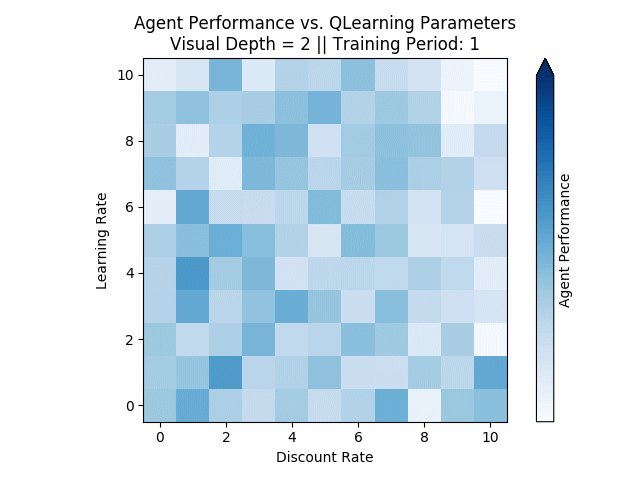 Agent Performance vs. QLearning Parameters
Visual Depth = 2 || Training Period: 1
10
8
6
4
2
0
Learning Rate
0 2 4 6 8 10
Discount Rate
Agent Performance